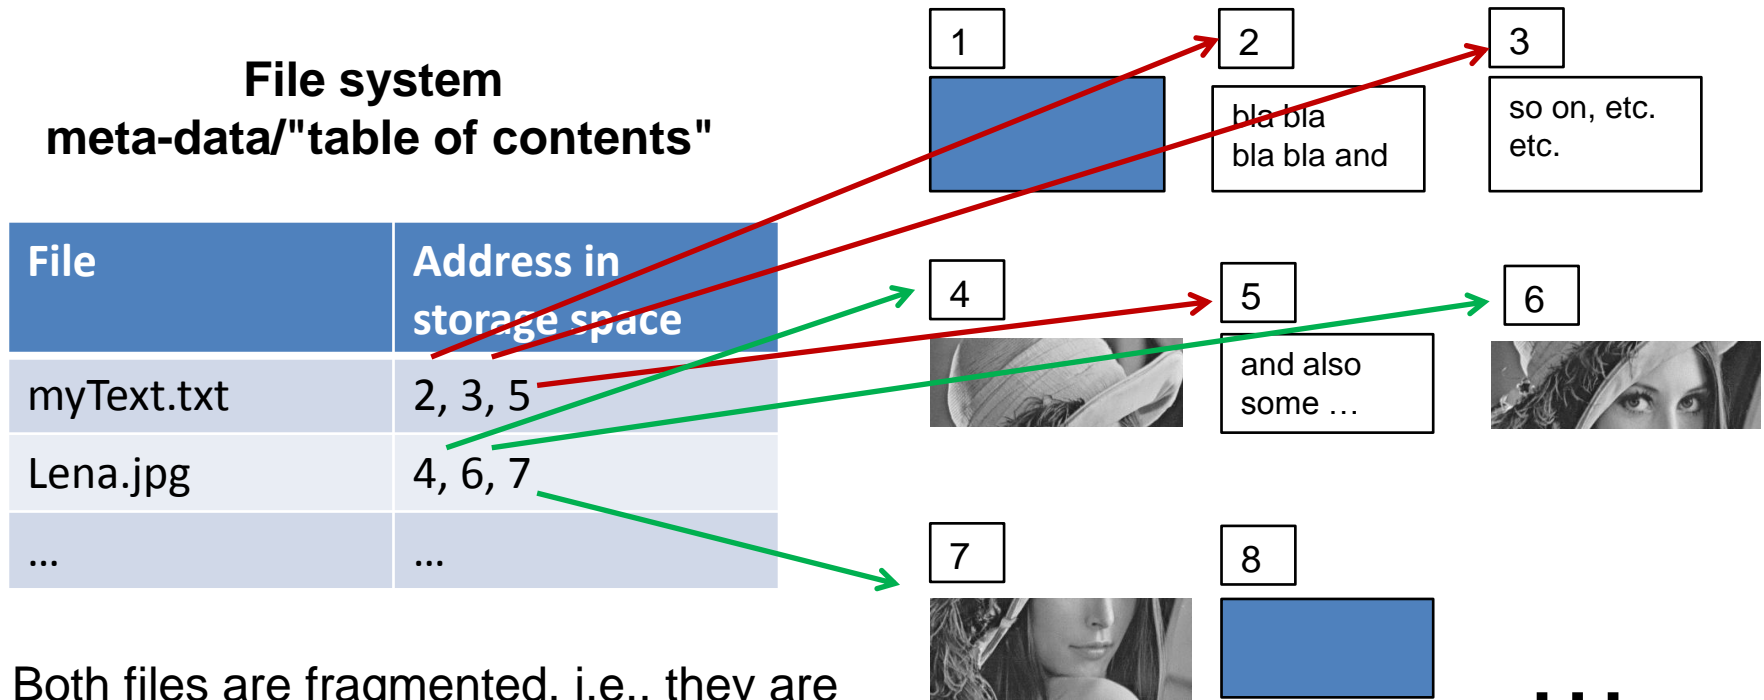 File system
meta-data/"table of contents"
File
Address in
storage space
myText.txt
2, 3, 5
Lena.jpg
4, 6, 7
...
...
1
2
3
bla bla
bla bla and
so on, etc.
etc.
4
5
6
and also
some …
7
8
Both files are fragmented, i.e., they are
...